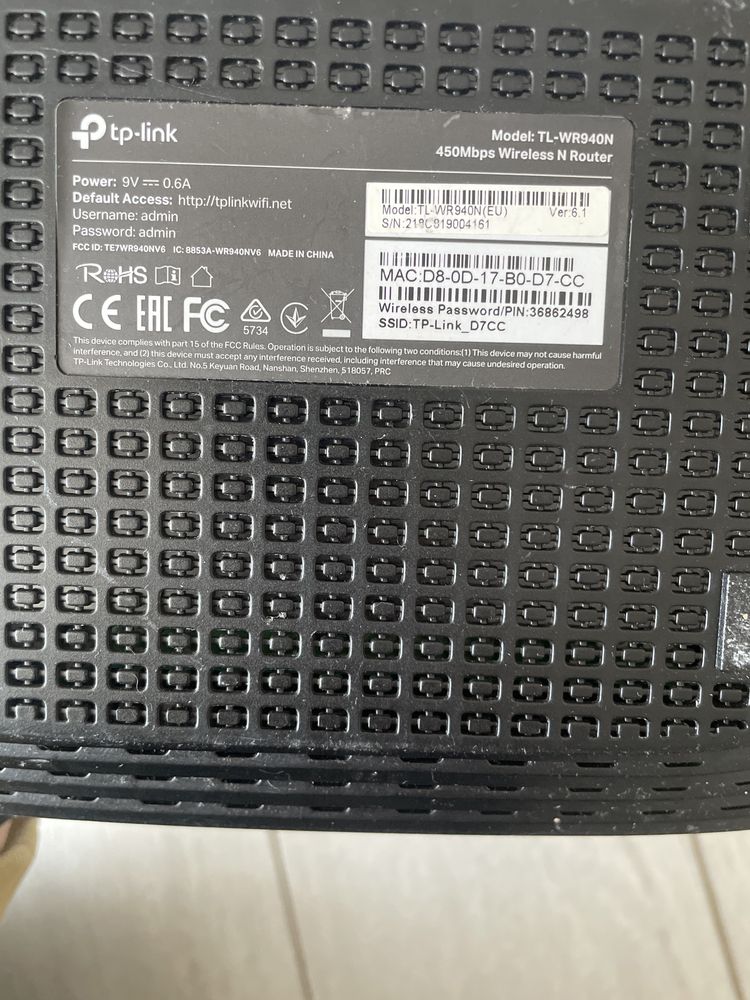 tp-link
Model: TL-WR940N
450Mbps Wireless N Router
Power: 9V 0.6A
Default Access: http://tplinkwifi.net
Username: admin
Password: admin
FCC ID: TE7WR940NV6 IC: 8853A-WR940NV6 MADE IN CHINA
RoHS
CE EAC FC
5734
Model:TL-WR940N(EU) Ver:6.1
S/N:218C819004161
MAC:D8-0D-17-B0-D7-CC
Wireless Password/PIN:36862498
SSID:TP-Link_D7CC
This device complies with part 15 of the FCC Rules. Operation is subject to the following two conditions:(1) This device may not cause harmful
interference, and (2) this device must accept any interference received, including interference that may cause undesired operation.
TP-Link Technologies Co., Ltd. No.5 Keyuan Road, Nanshan, Shenzhen, 518057, PRC